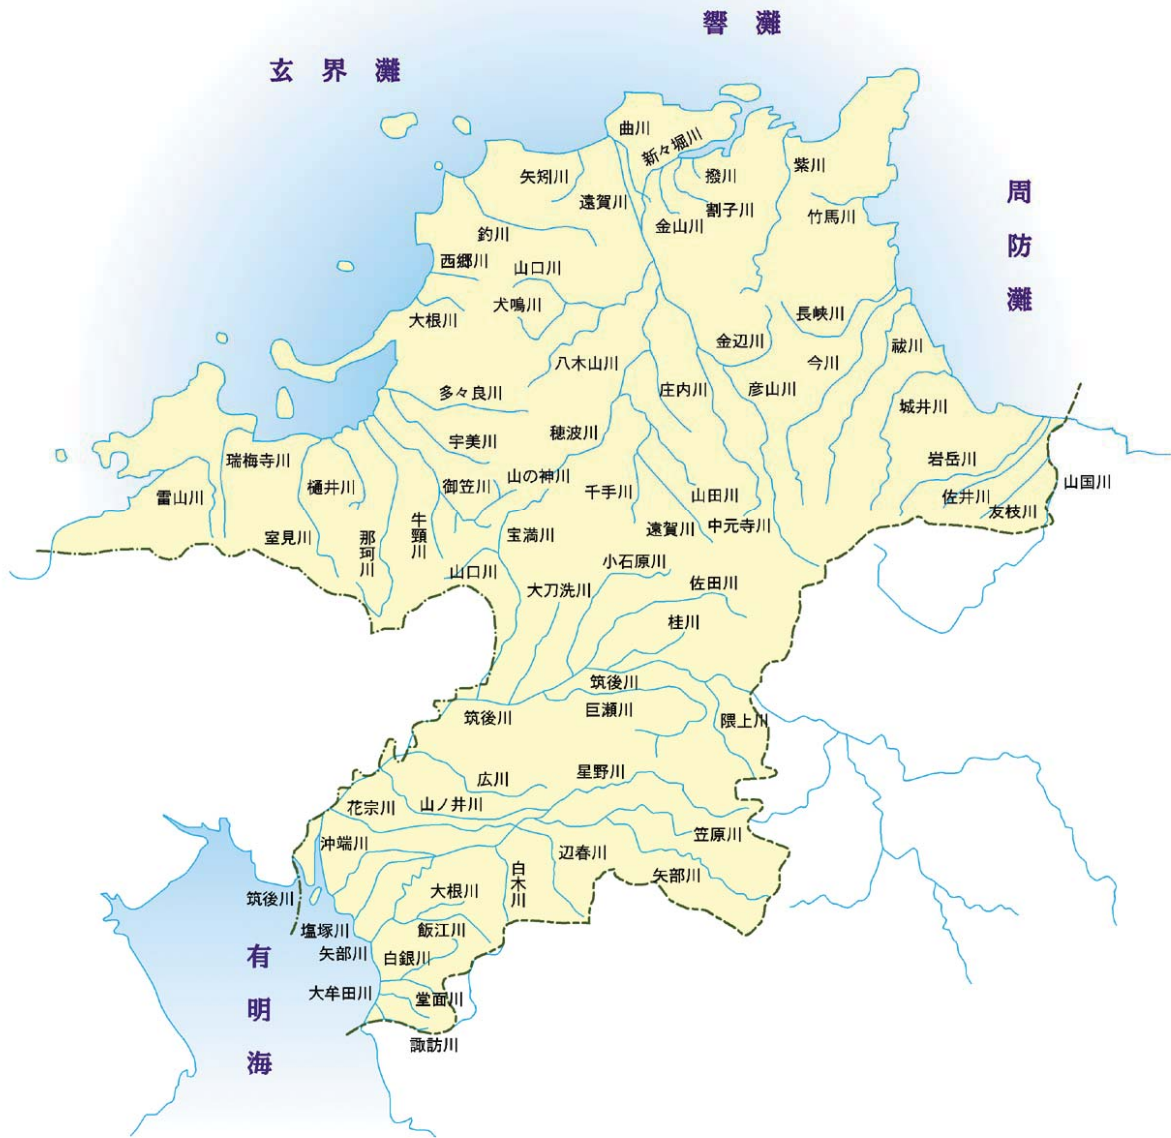 響灘
玄界灘
曲川
新々堀川
紫川
撥川
矢矧川
遠賀川
割子川
竹馬川
金山川
周防灘
釣川
西郷川
山口川
犬鳴川
大根川
長峡川
金辺川
祓川
八木山川
今川
庄内川
彦山川
多々良川
城井川
穂波川
宇美川
岩岳川
瑞梅寺川
山の神川
山国川
樋井川
御笠川
千手川
山田川
佐井川
雷山川
友枝川
牛頸川
遠賀川
中元寺川
室見川
那珂川
宝満川
小石原川
山口川
大刀洗川
佐田川
桂川
筑後川
筑後川
巨瀬川
隈上川
星野川
広川
花宗川
山ノ井川
笠原川
沖端川
辺春川
白木川
矢部川
大根川
筑後川
塩塚川
飯江川
矢部川
白銀川
有明海
大牟田川
堂面川
諏訪川